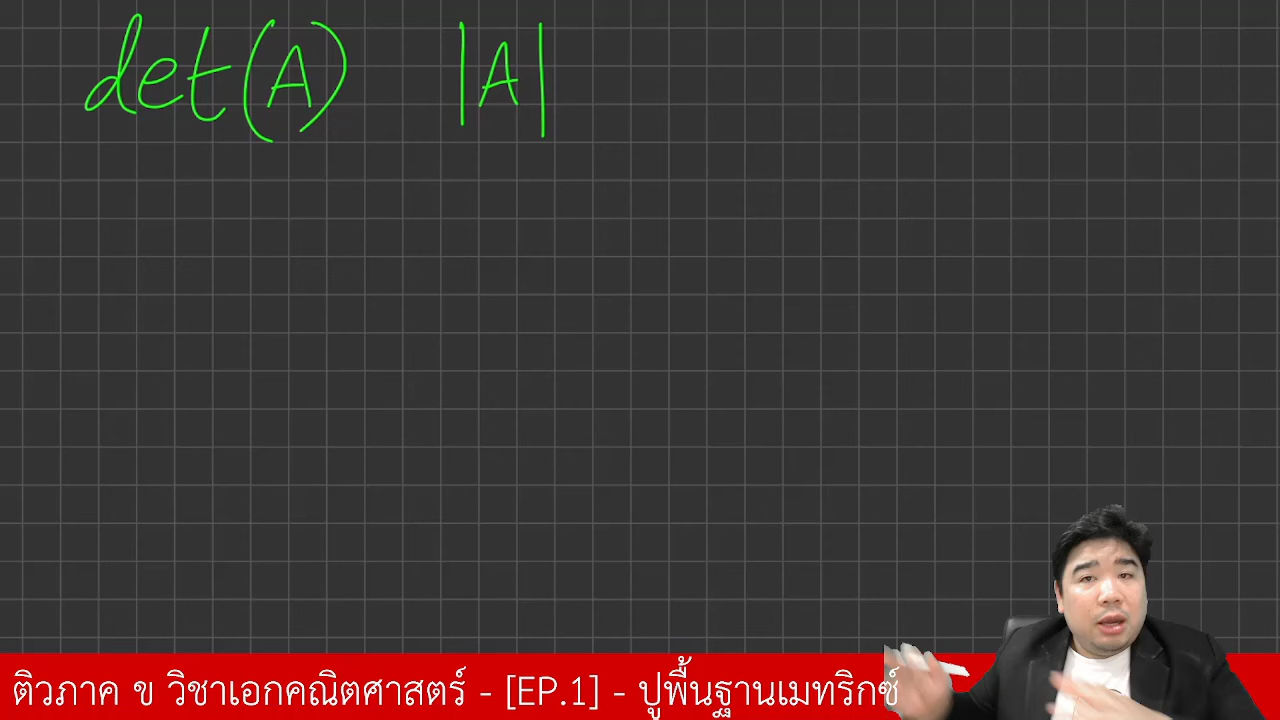 det(A) |A|
ติวภาค ข วิชาเอกคณิตศาสตร์ - [EP.1] - ปูพื้นฐานเมทริกซ์